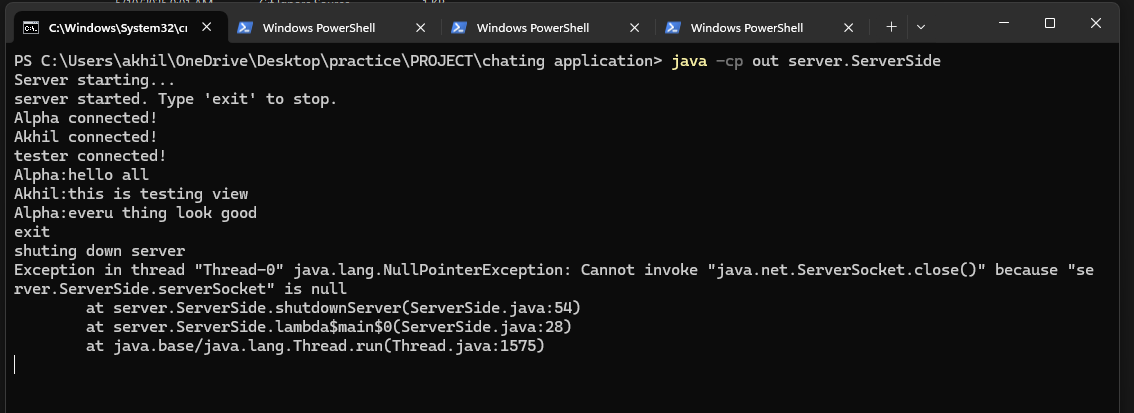 C:\Windows\System32\cr
Windows PowerShell
Windows PowerShell
Windows PowerShell
PS C:\Users\akhil\OneDrive\Desktop\practice\PROJECT\chating application> java -cp out server.ServerSide
Server starting...
server started. Type 'exit' to stop.
Alpha connected!
Akhil connected!
tester connected!
Alpha:hello all
Akhil:this is testing view
Alpha:everu thing look good
exit
shuting down server
Exception in thread "Thread-0" java.lang.NullPointerException: Cannot invoke "java.net.ServerSocket.close()" because "se
rver.ServerSide.serverSocket" is null
at server.ServerSide.shutdownServer(ServerSide.java:54)
at server.ServerSide.lambda$main$0(ServerSide.java:28)
at java.base/java.lang.Thread.run(Thread.java:1575)